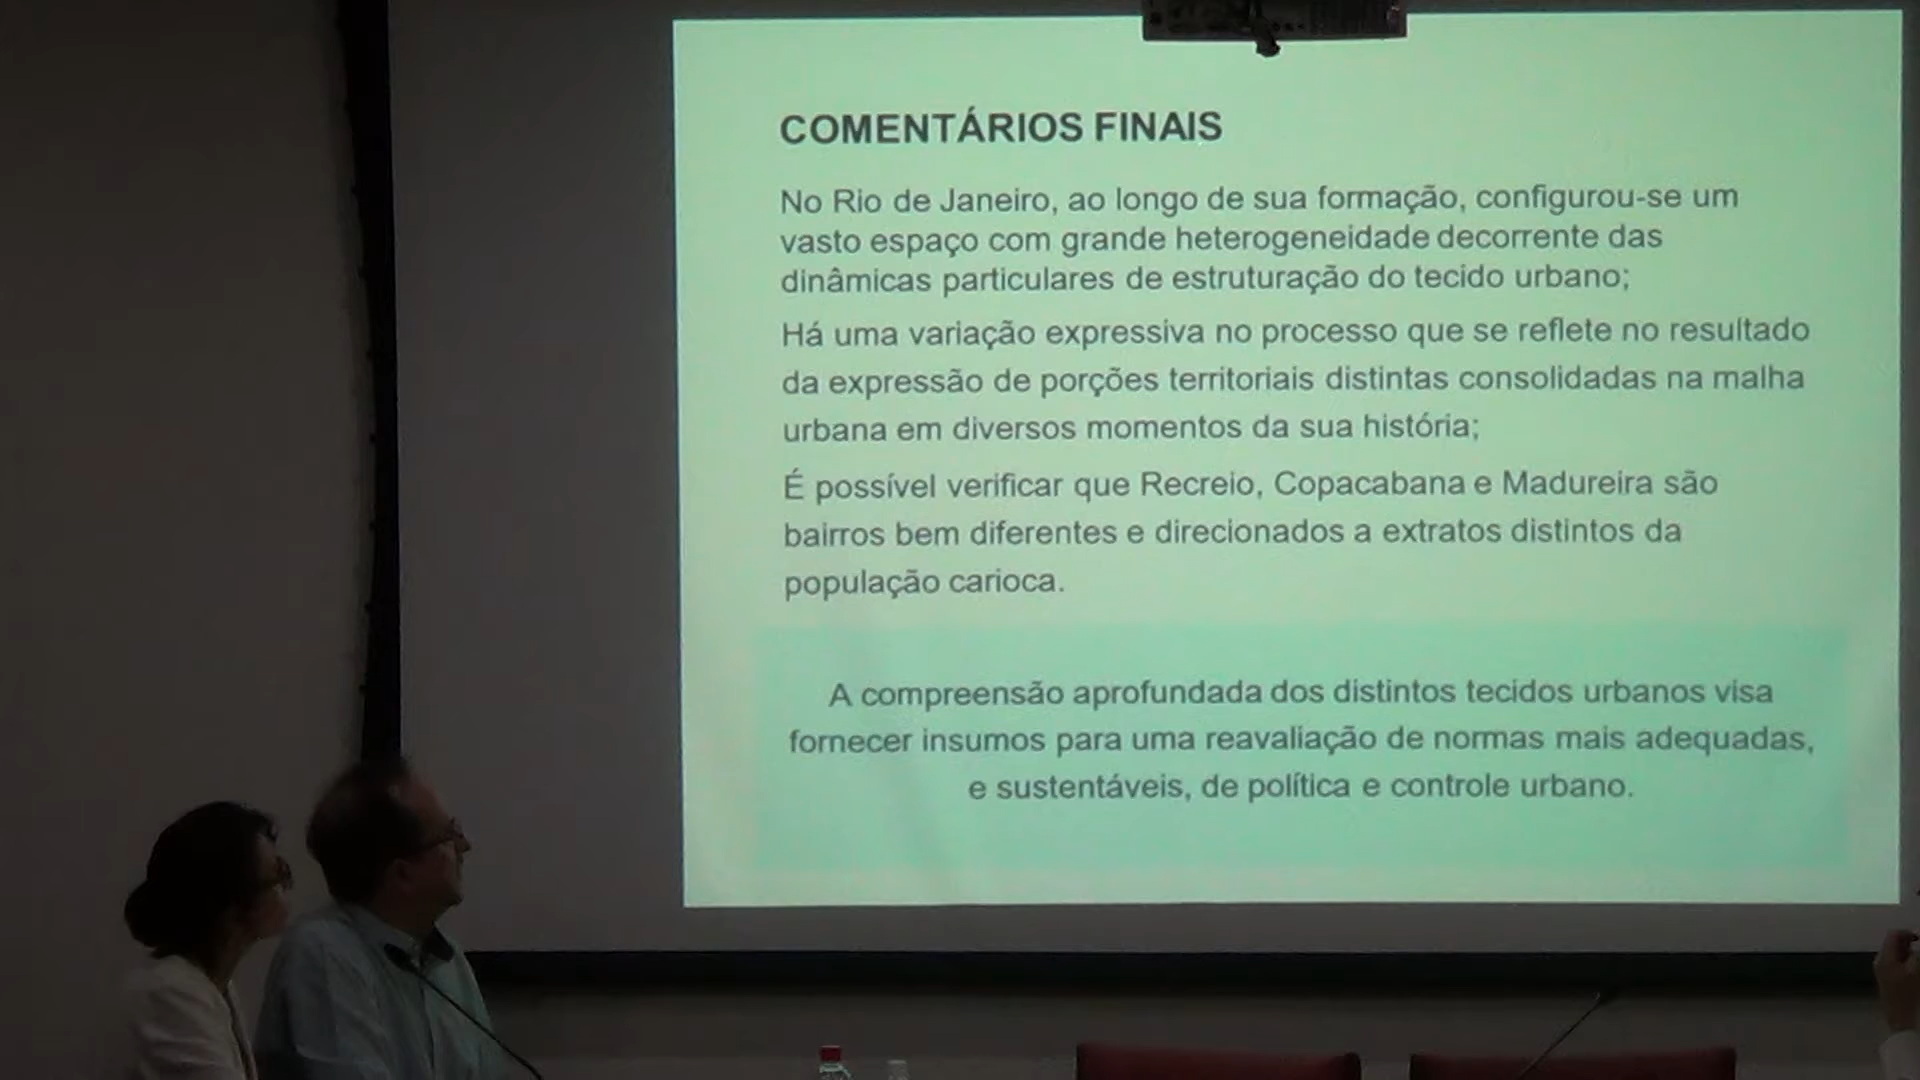 COMENTÁRIOS FINAIS
No Rio de Janeiro, ao longo de sua formação, configurou-se um
vasto espaço com grande heterogeneidade decorrente das
dinâmicas particulares de estruturação do tecido urbano;
Há uma variação expressiva no processo que se reflete no resultado
da expressão de porções territoriais distintas consolidadas na malha
urbana em diversos momentos da sua história;
É possível verificar que Recreio, Copacabana e Madureira são
bairros bem diferentes e direcionados a extratos distintos da
população carioca.
A compreensão aprofundada dos distintos tecidos urbanos visa
fornecer insumos para uma reavaliação de normas mais adequadas,
e sustentáveis, de política e controle urbano.